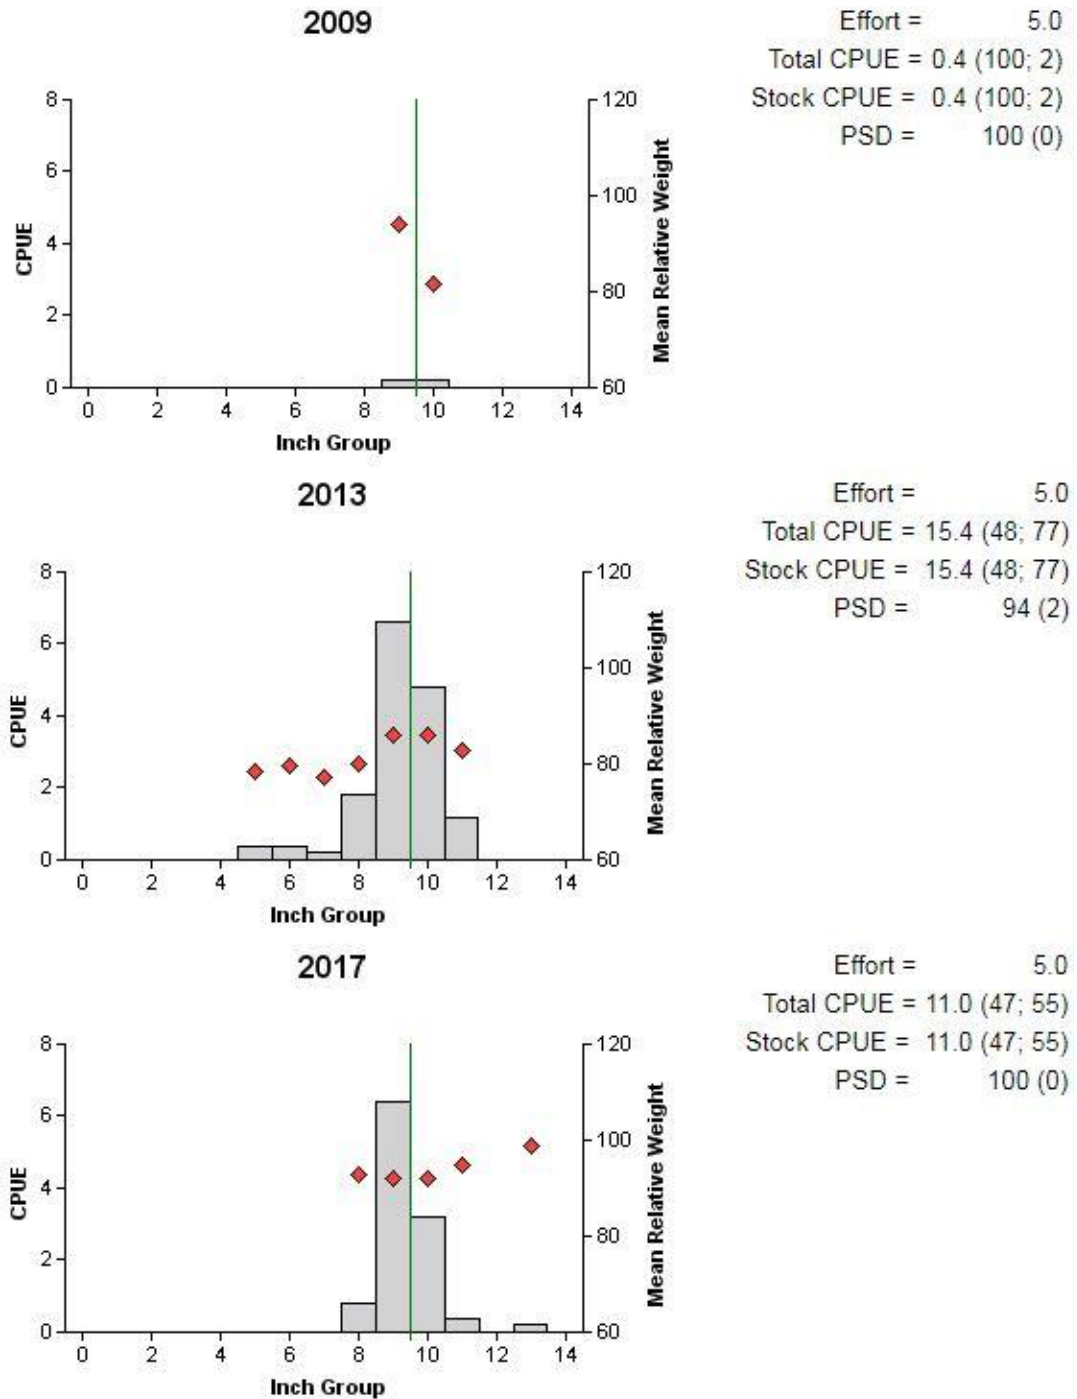 2009
Effort = 5.0
Total CPUE = 0.4 (100; 2)
Stock CPUE = 0.4 (100; 2)
PSD = 100 (0)
8
6
4
2
0
CPUE
120
100
80
60
Mean Relative Weight
0 2 4 6 8 10 12 14
Inch Group
2013
Effort = 5.0
Total CPUE = 15.4 (48; 77)
Stock CPUE = 15.4 (48; 77)
PSD = 94 (2)
8
6
4
2
0
CPUE
120
100
80
60
Mean Relative Weight
0 2 4 6 8 10 12 14
Inch Group
2017
Effort = 5.0
Total CPUE = 11.0 (47; 55)
Stock CPUE = 11.0 (47; 55)
PSD = 100 (0)
8
6
4
2
0
CPUE
120
100
80
60
Mean Relative Weight
0 2 4 6 8 10 12 14
Inch Group